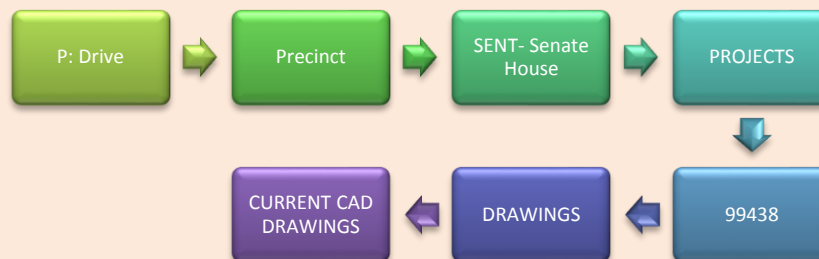 P: Drive
Precinct
SENT- Senate
House
PROJECTS
99438
DRAWINGS
CURRENT CAD
DRAWINGS